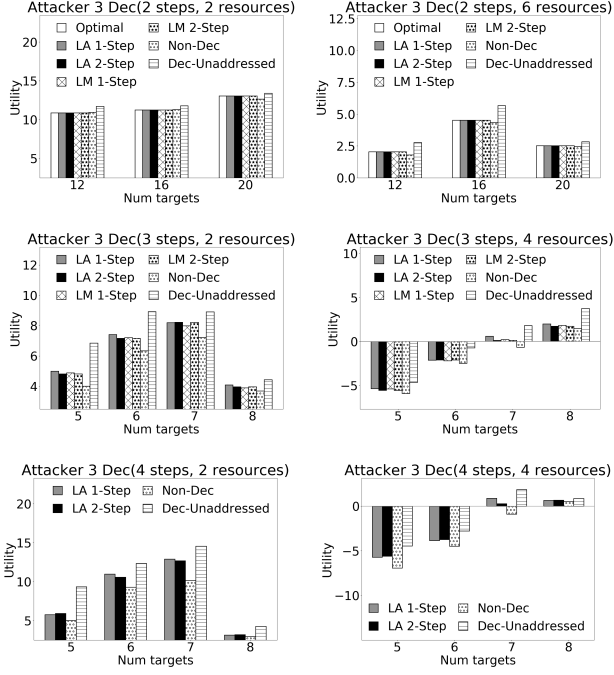 Attacker 3 Dec(2 steps, 2 resources)
Optimal LM 2-Step
LA 1-Step Non-Dec
LA 2-Step Dec-Unaddressed
LM 1-Step
Utility
20
15
10
5
12 16 20
Num targets
Attacker 3 Dec(2 steps, 6 resources)
Optimal LM 2-Step
LA 1-Step Non-Dec
LA 2-Step Dec-Unaddressed
LM 1-Step
Utility
12.5
10.0
7.5
5.0
2.5
0.0
12 16 20
Num targets
Attacker 3 Dec(3 steps, 2 resources)
LA 1-Step LM 2-Step
LA 2-Step Non-Dec
LM 1-Step Dec-Unaddressed
Utility
12
10
8
6
4
5 6 7 8
Num targets
Attacker 3 Dec(3 steps, 4 resources)
LA 1-Step LM 2-Step
LA 2-Step Non-Dec
LM 1-Step Dec-Unaddressed
Utility
10
5
0
−5
5 6 7 8
Num targets
Attacker 3 Dec(4 steps, 2 resources)
LA 1-Step Non-Dec
LA 2-Step Dec-Unaddressed
Utility
20
15
10
5
5 6 7 8
Num targets
Attacker 3 Dec(4 steps, 4 resources)
Utility
0
−5
−10
LA 1-Step Non-Dec
LA 2-Step Dec-Unaddressed
5 6 7 8
Num targets